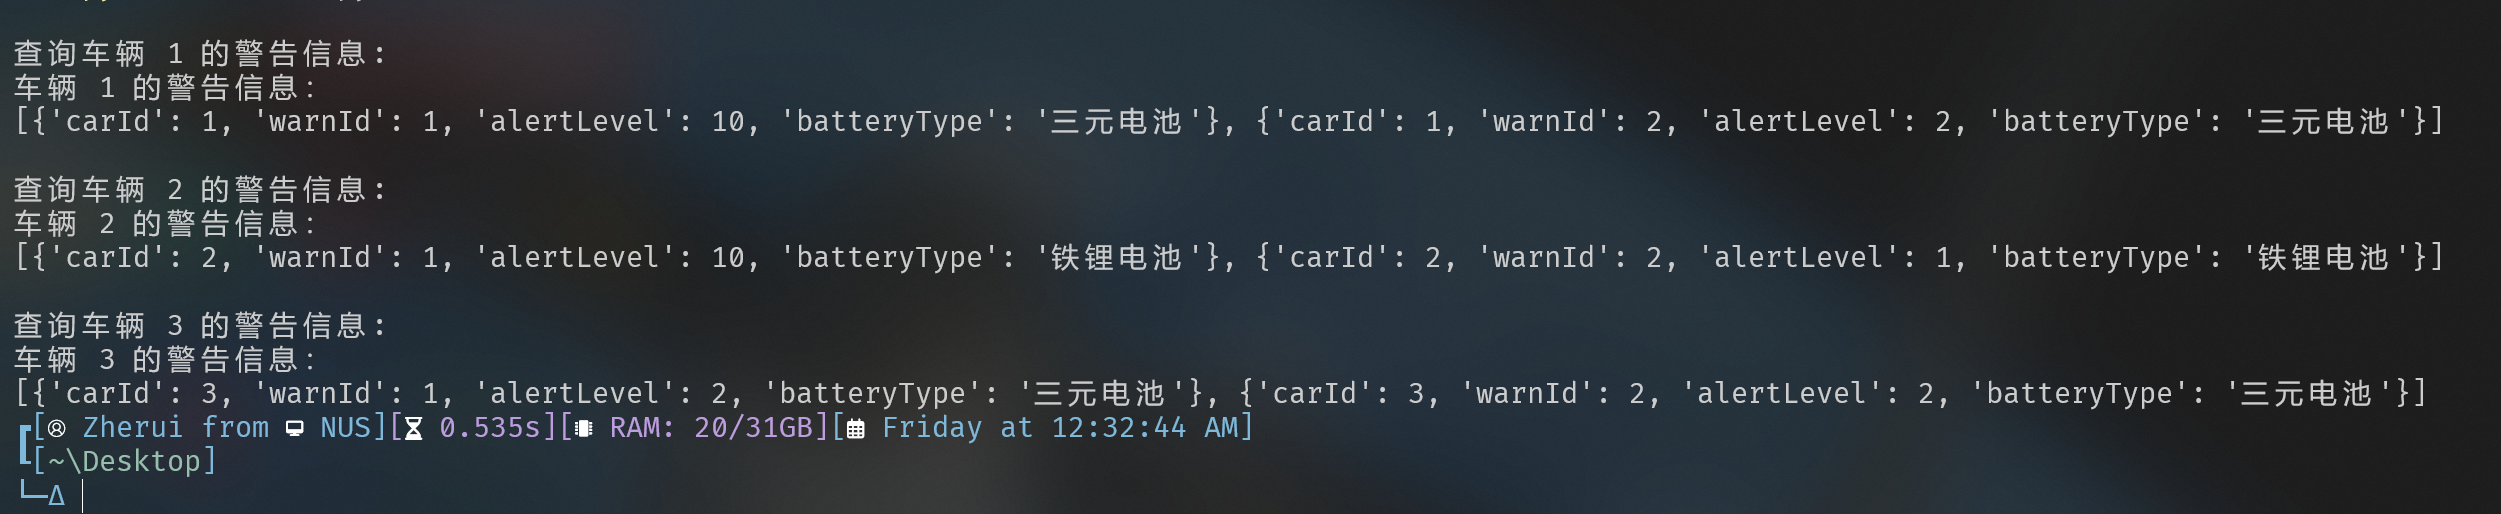 查询车辆 1 的警告信息:
车辆 1 的警告信息:
[{'carId': 1, 'warnId': 1, 'alertLevel': 10, 'batteryType': '三元电池'}, {'carId': 1, 'warnId': 2, 'alertLevel': 2, 'batteryType': '三元电池'}]
查询车辆 2 的警告信息:
车辆 2 的警告信息:
[{'carId': 2, 'warnId': 1, 'alertLevel': 10, 'batteryType': '铁锂电池'}, {'carId': 2, 'warnId': 2, 'alertLevel': 1, 'batteryType': '铁锂电池'}]
查询车辆 3 的警告信息:
车辆 3 的警告信息:
[{'carId': 3, 'warnId': 1, 'alertLevel': 2, 'batteryType': '三元电池'}, {'carId': 3, 'warnId': 2, 'alertLevel': 2, 'batteryType': '三元电池'}]
[Zherui from NUS][0.535s][RAM: 20/31GB][Friday at 12:32:44 AM]
[~\Desktop]
Δ